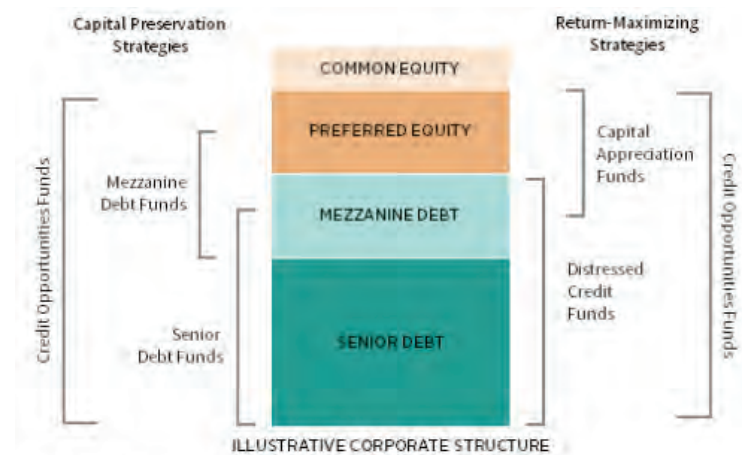 Capital Preservation
Strategies
Return-Maximizing
Strategies
COMMON EQUITY
PREFERRED EQUITY
MEZZANINE DEBT
SENIOR DEBT
Credit Opportunities Funds
Mezzanine
Debt Funds
Senior
Debt Funds
Capital
Appreciation
Funds
Distressed
Credit
Funds
Credit Opportunities Funds
ILLUSTRATIVE CORPORATE STRUCTURE